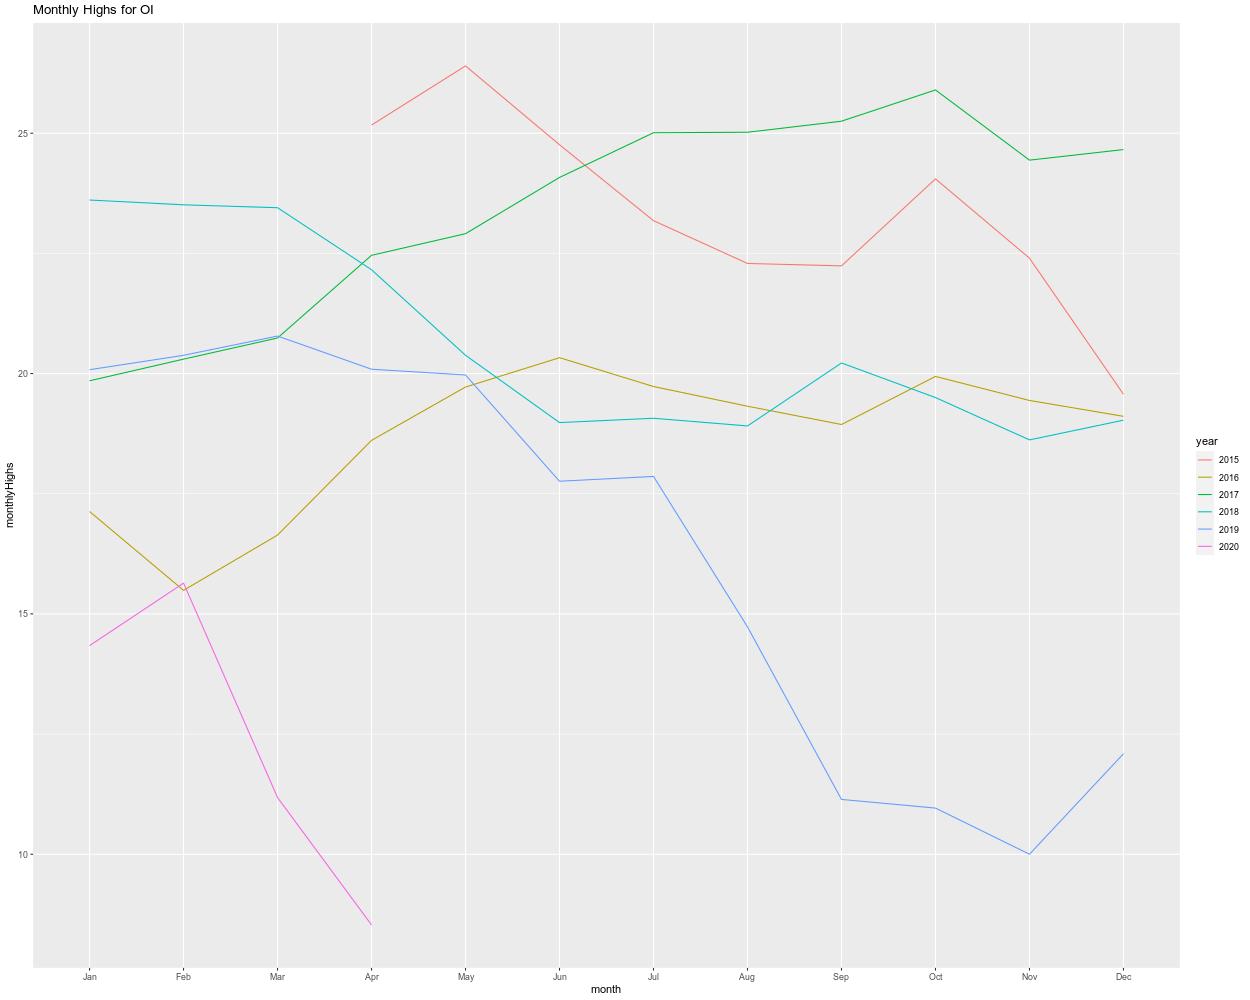 Monthly Highs for OI
monthlyHighs
25
20
15
10
Jan Feb Mar Apr May Jun Jul Aug Sep Oct Nov Dec
month
year
2015
2016
2017
2018
2019
2020